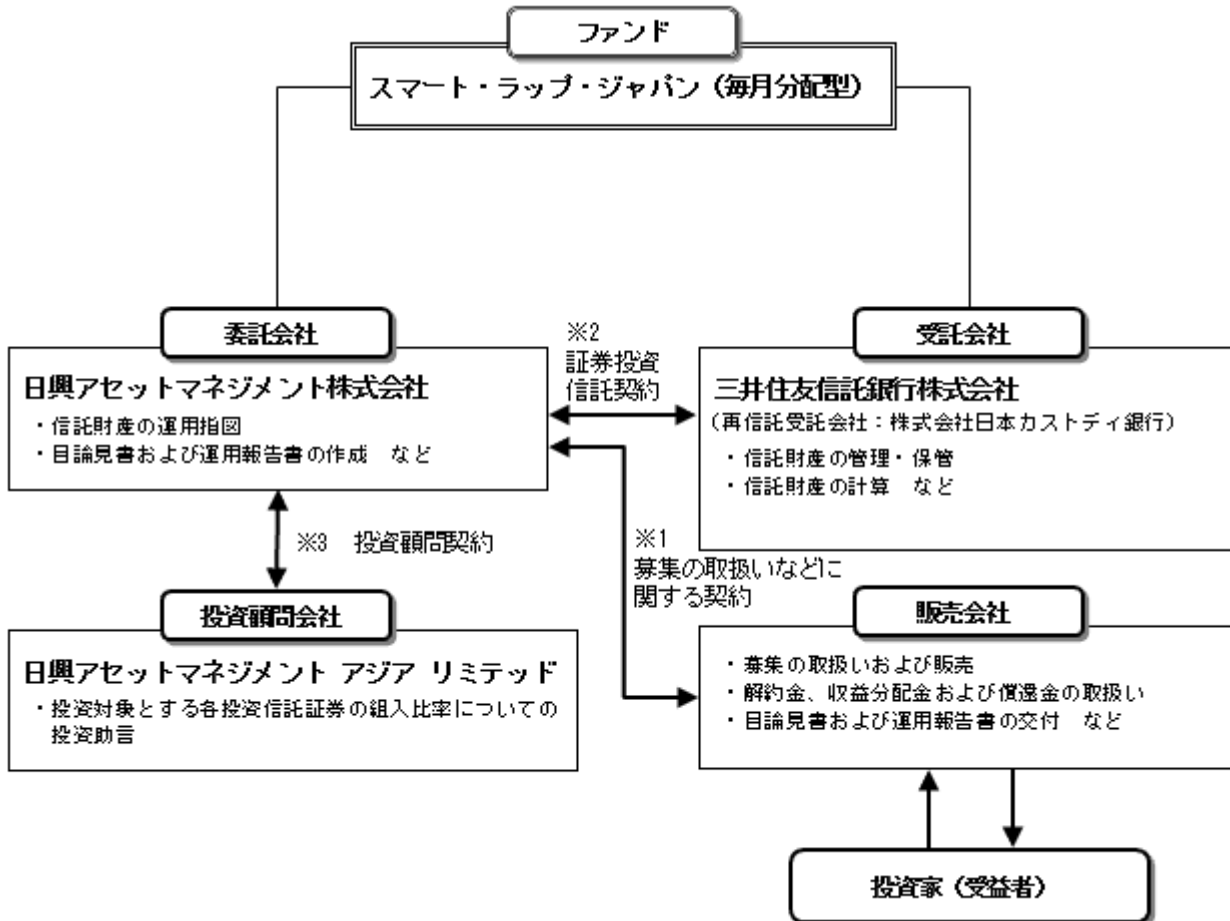 ファンド
スマート・ラップ・ジャパン（毎月分配型）
委託会社
日興アセットマネジメント株式会社
・信託財産の運用指図
・目論見書および運用報告書の作成　など
※2
証券投資
信託契約
受託会社
三井住友信託銀行株式会社
（再信託受託会社：株式会社日本カストディ銀行）
・信託財産の管理・保管
・信託財産の計算　など
※3　投資顧問契約
※1
募集の取扱いなどに
関する契約
投資顧問会社
日興アセットマネジメント アジア リミテッド
・投資対象とする各投資信託証券の組入比率についての
投資助言
販売会社
・募集の取扱いおよび販売
・解約金、収益分配金および償還金の取扱い
・目論見書および運用報告書の交付　など
投資家（受益者）